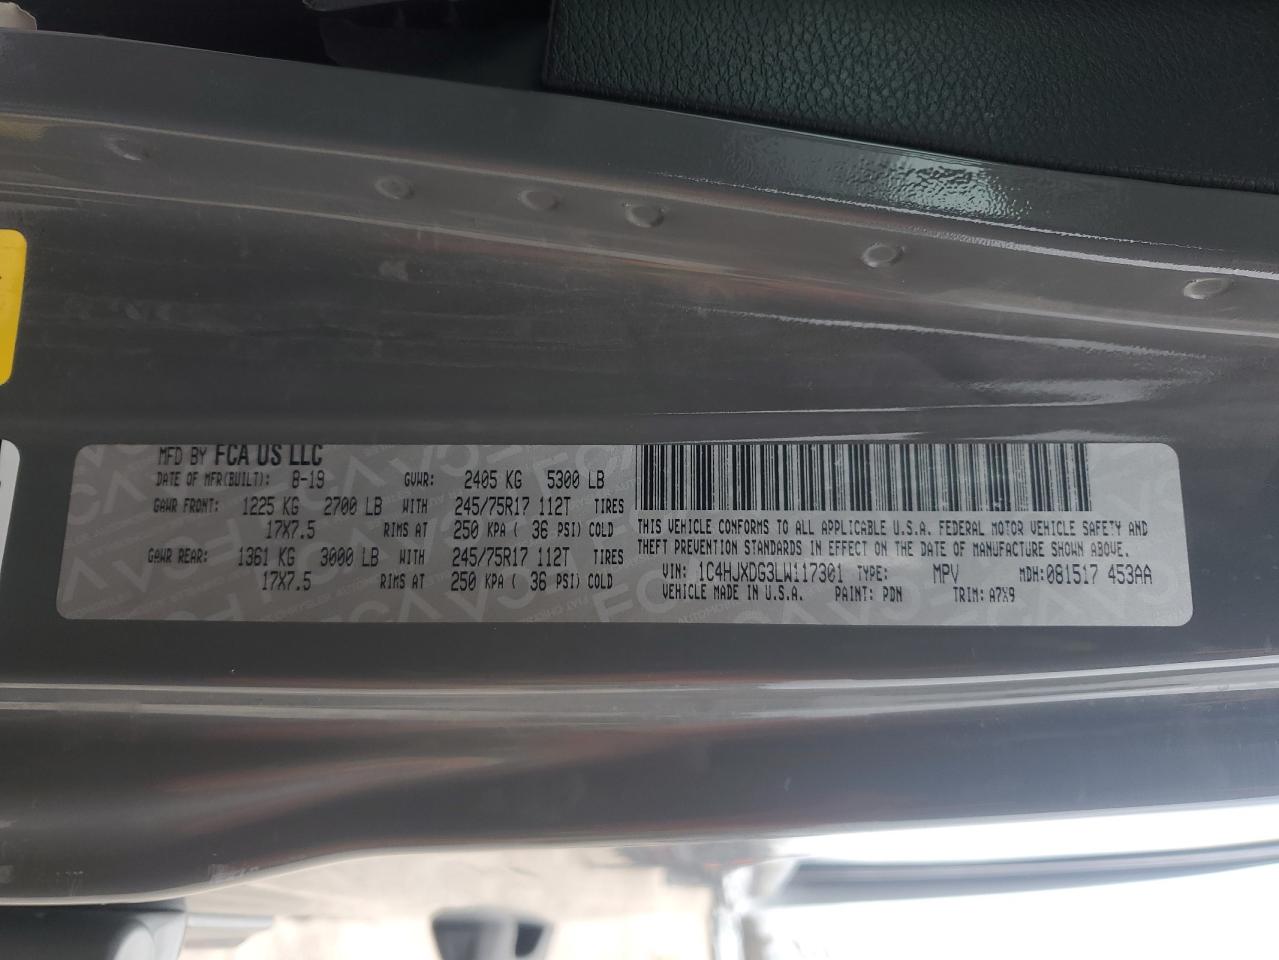 MFD BY FCA US LLC
DATE OF MFR(BUILT): 8-19 GVWR: 2405 KG 5300 LB
GAWR FRONT: 1225 KG 2700 LB WITH 245/75R17 112T TIRES
17X7.5 RIMS AT 250 KPA ( 36 PSI) COLD
GAWR REAR: 1361 KG 3000 LB WITH 245/75R17 112T TIRES
17X7.5 RIMS AT 250 KPA ( 36 PSI) COLD
THIS VEHICLE CONFORMS TO ALL APPLICABLE U.S.A. FEDERAL MOTOR VEHICLE SAFETY AND
THEFT PREVENTION STANDARDS IN EFFECT ON THE DATE OF MANUFACTURE SHOWN ABOVE.
VIN: 1C4HJXDG3LW117301 TYPE: MPV MDH: 081517 453AA
VEHICLE MADE IN U.S.A. PAINT: PDN TRIM: A7X9